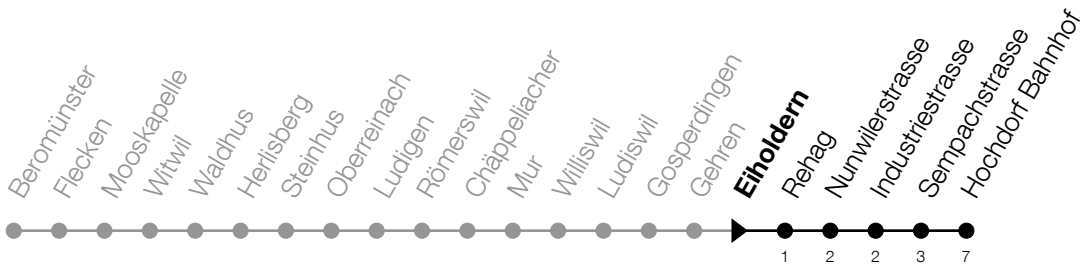 Beromünster
Flecken
Mooskapelle
Witwil
Waldhus
Herlisberg
Steinhus
Oberreinach
Ludigen
Römerswil
Chäppeliacher
Mur
Williswil
Ludiswil
Gosperdingen
Gehren
Eiholdern
Rehag
Nunwilerstrasse
Industriestrasse
Sempachstrasse
Hochdorf Bahnhof
1 2 2 3 7